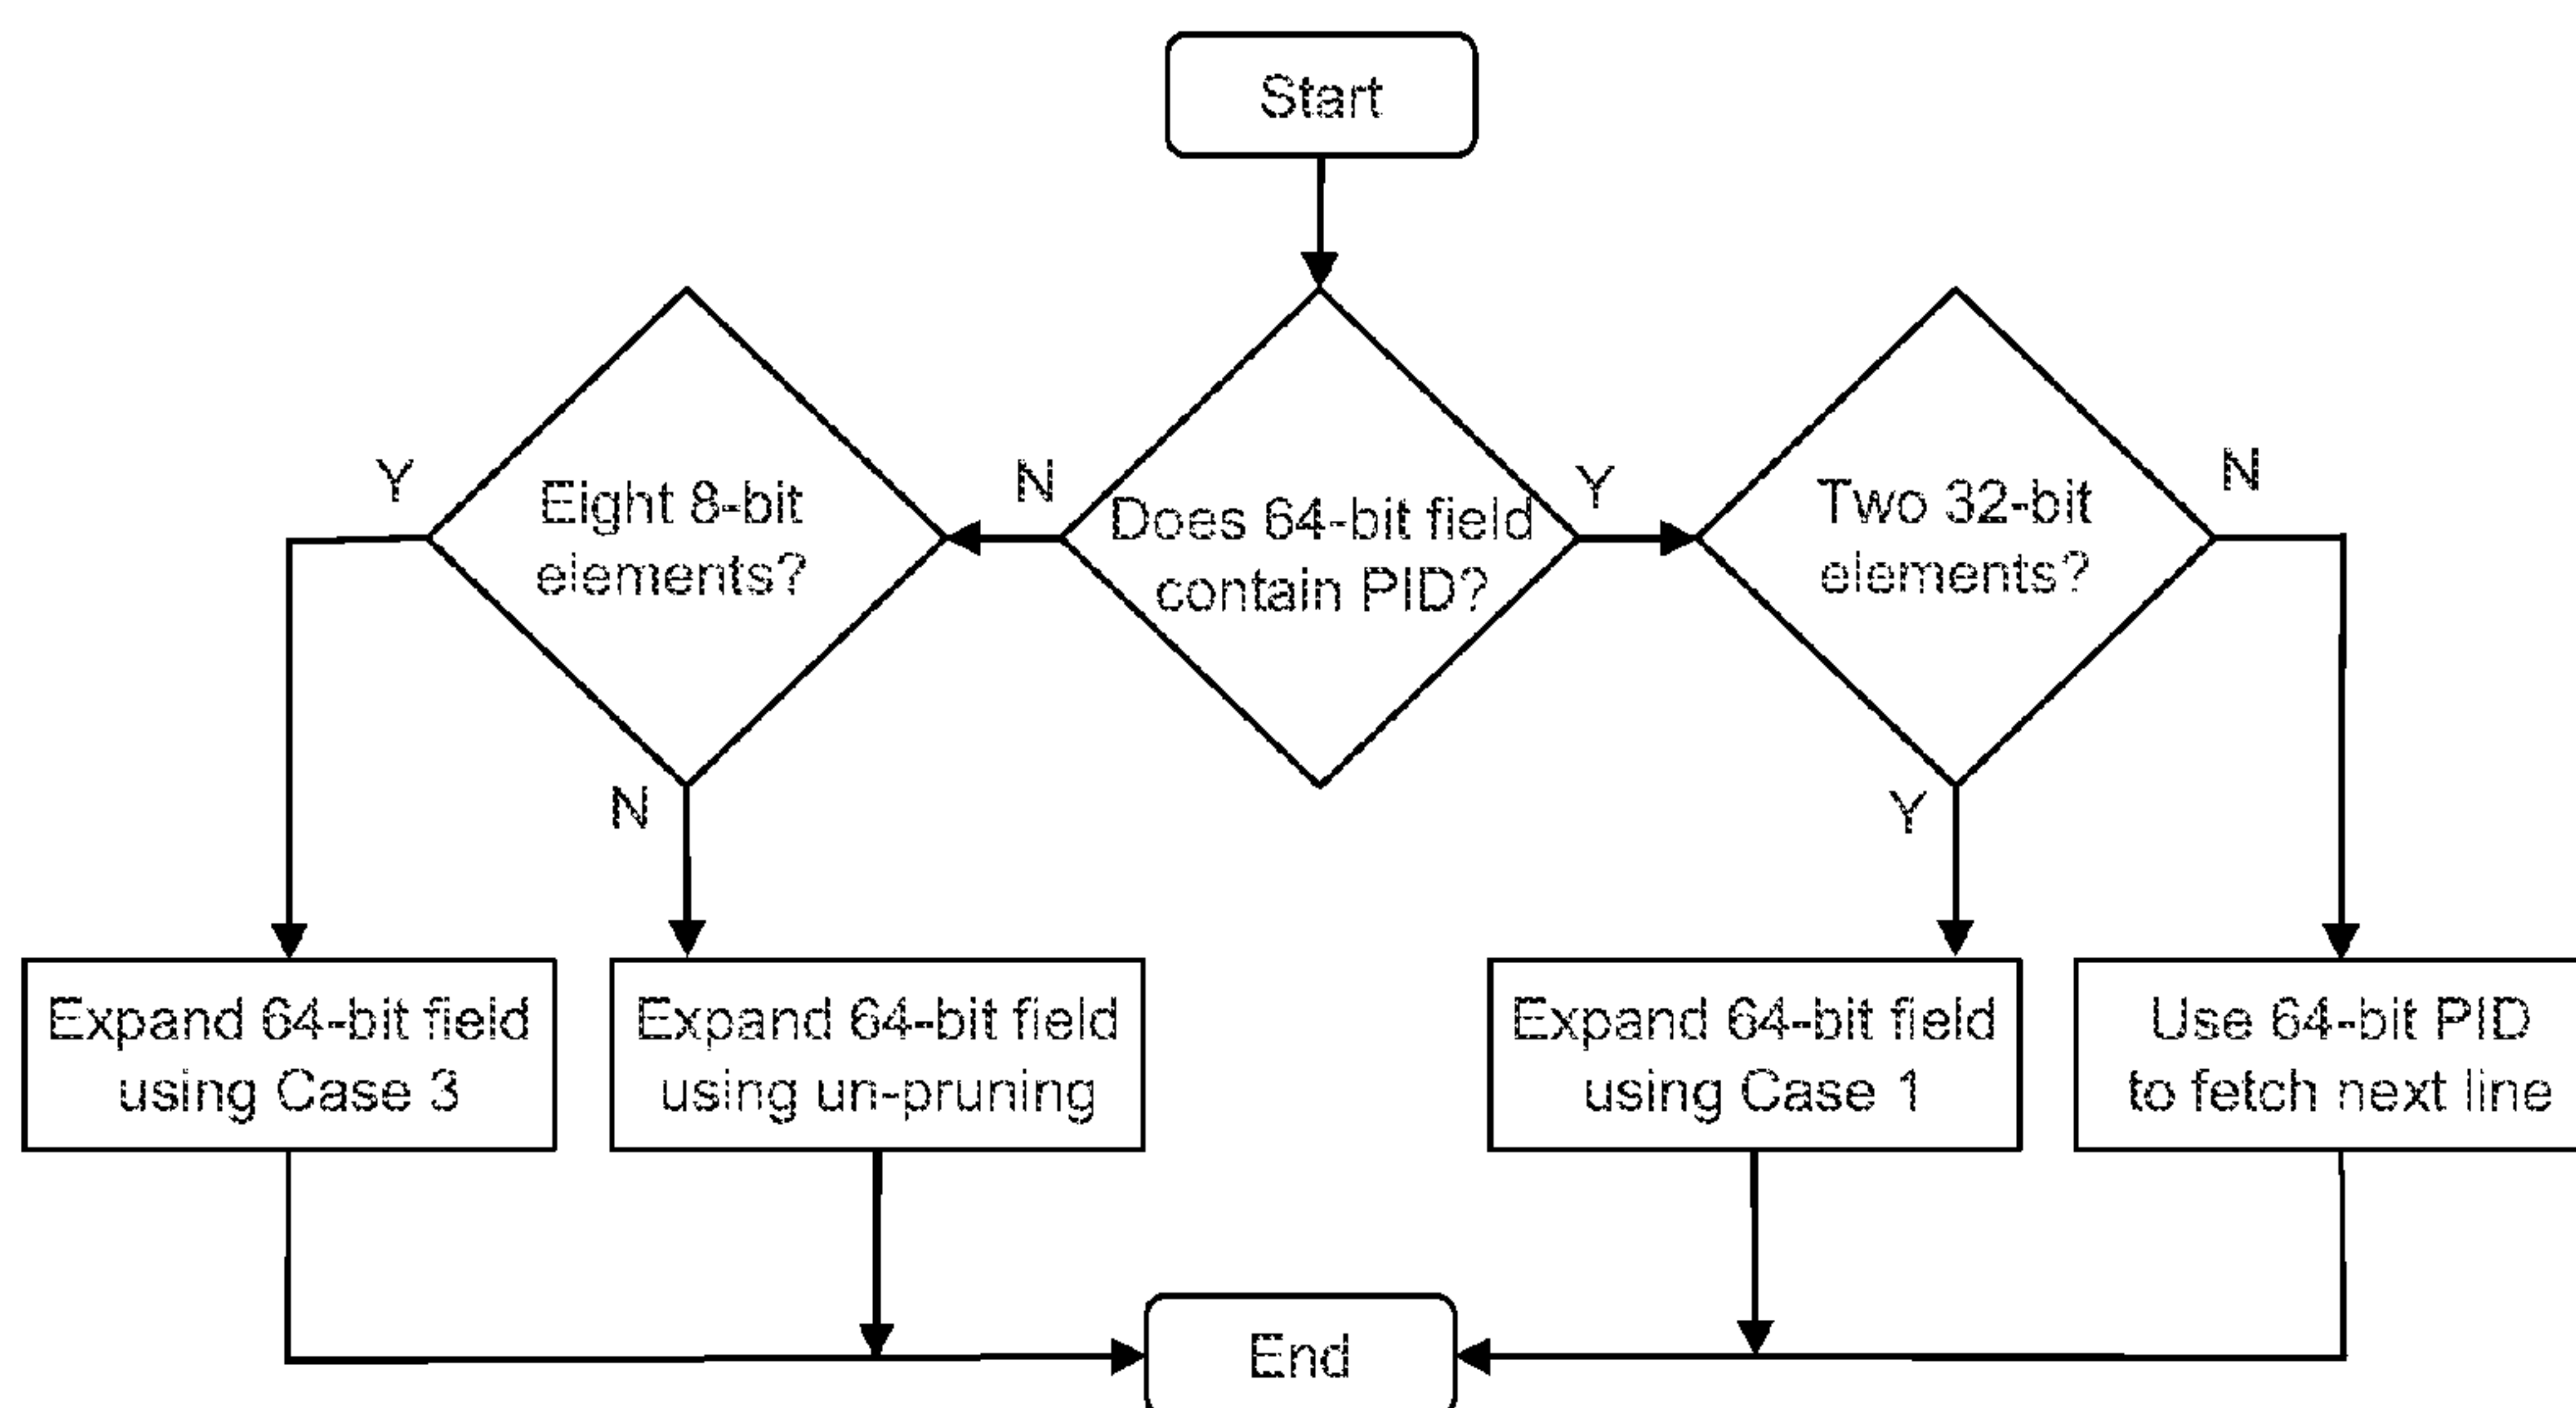 Start
Y
Eight 8-bit
elements?
N
Does 64-bit field
contain PID?
Y
Two 32-bit
elements?
N
N
Y
Expand 64-bit field
using Case 3
Expand 64-bit field
using un-pruning
Expand 64-bit field
using Case 1
Use 64-bit PID
to fetch next line
End